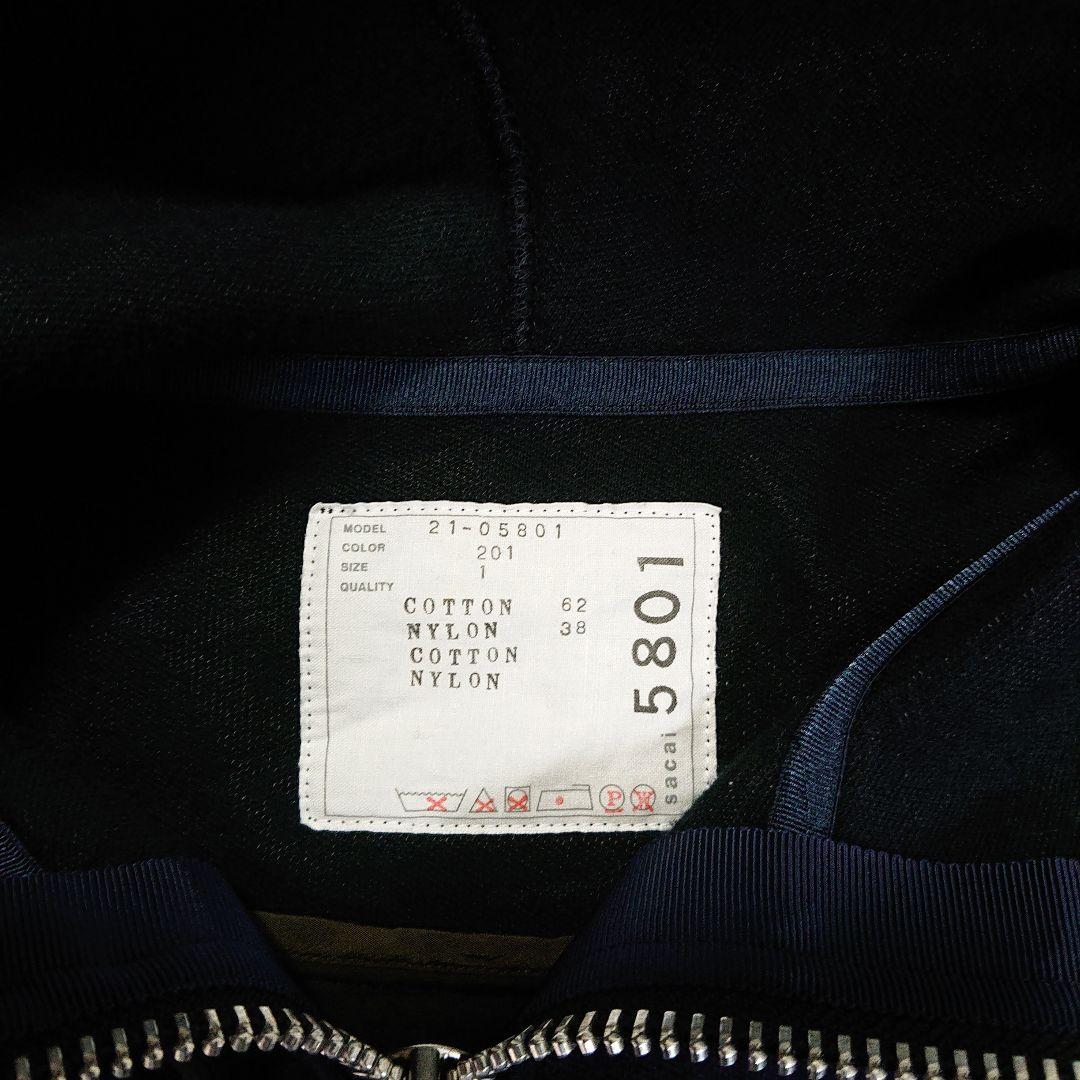 MODEL 21-05801
COLOR 201
SIZE 1
QUALITY
COTTON 62
NYLON 38
COTTON
NYLON
P W
sacai 5801